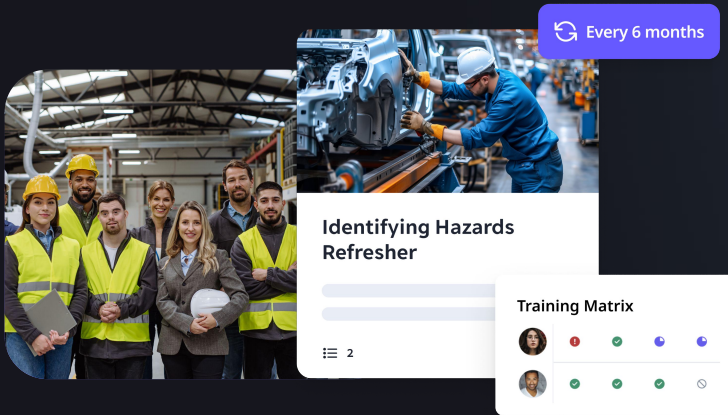 Every 6 months
Identifying Hazards
Refresher
2
Training Matrix